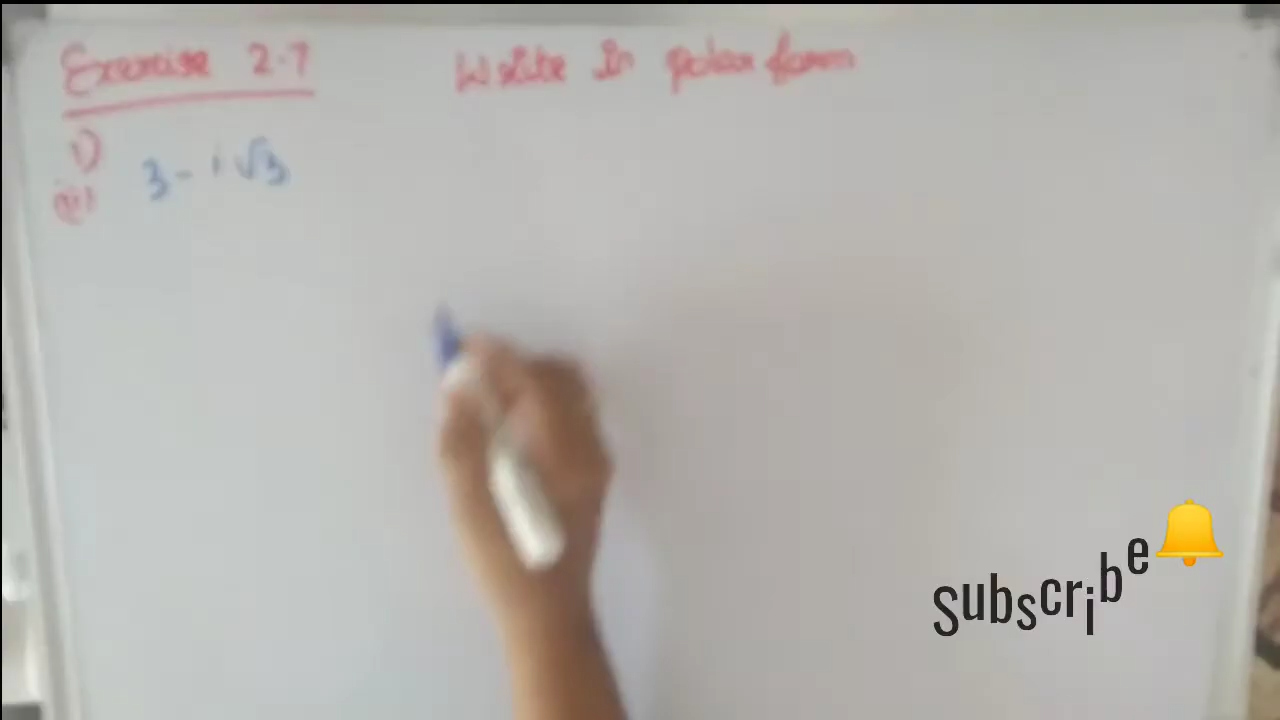 Exercise 2.7 Write in polar form
1)
3 - i √3
Subscribe